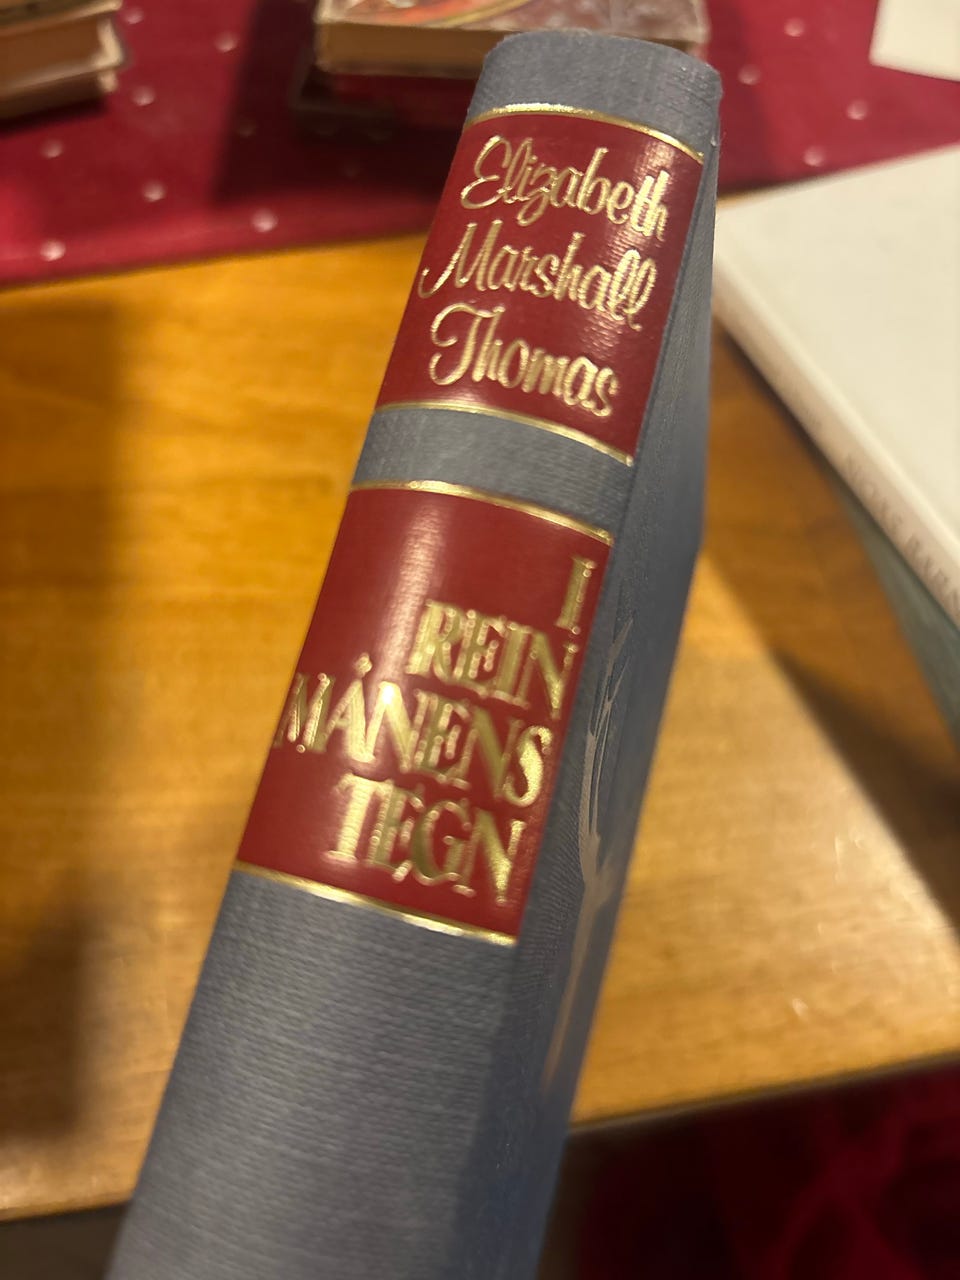 Elizabeth
Marshall
Thomas
I
REIN
MÅNENS
TEGN